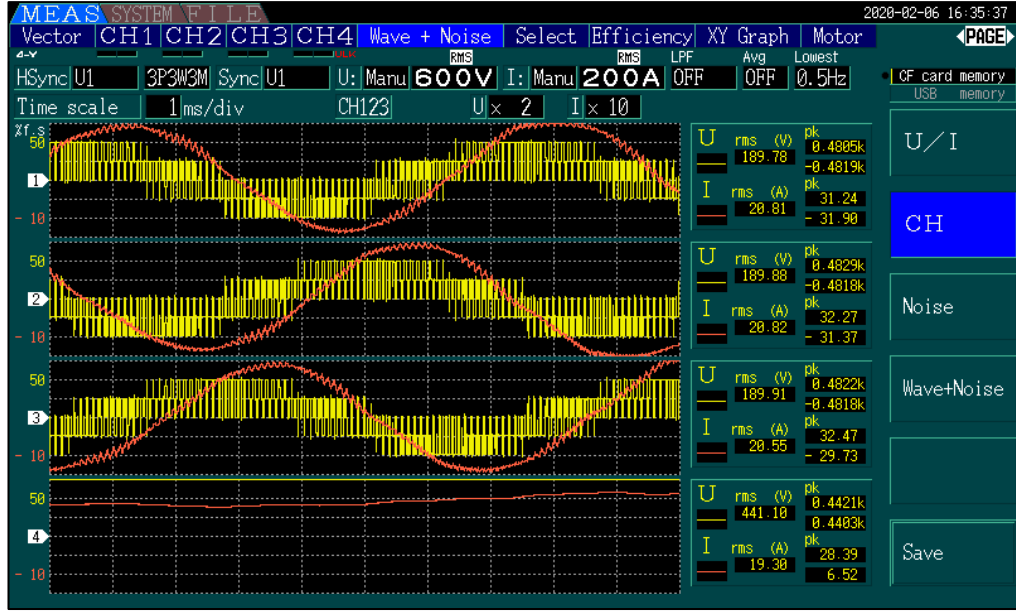 MEAS SYSTEM FILE 2020-02-06 16:35:37
Vector CH1 CH2 CH3 CH4 Wave + Noise Select Efficiency XY Graph Motor PAGE
Δ-Y RMS RMS LPF Avg Lowest
HSync U1 3P3W3M Sync U1 U: Manu 600V I: Manu 200A OFF OFF 0.5Hz
CF card memory
USB memory
Time scale 1 ms/div CH123 U× 2 I× 10
%f.s
50
1
- 10
U rms (V) pk
189.78 0.4805k
-0.4819k
I rms (A) pk
20.81 31.24
- 31.90
50
2
- 10
U rms (V) pk
189.88 0.4829k
-0.4818k
I rms (A) pk
20.82 32.27
- 31.37
50
3
- 10
U rms (V) pk
189.91 0.4822k
-0.4818k
I rms (A) pk
20.55 32.47
- 29.73
50
4
- 10
U rms (V) pk
441.10 0.4421k
0.4403k
I rms (A) pk
19.30 28.39
6.52
U/I
CH
Noise
Wave+Noise
Save